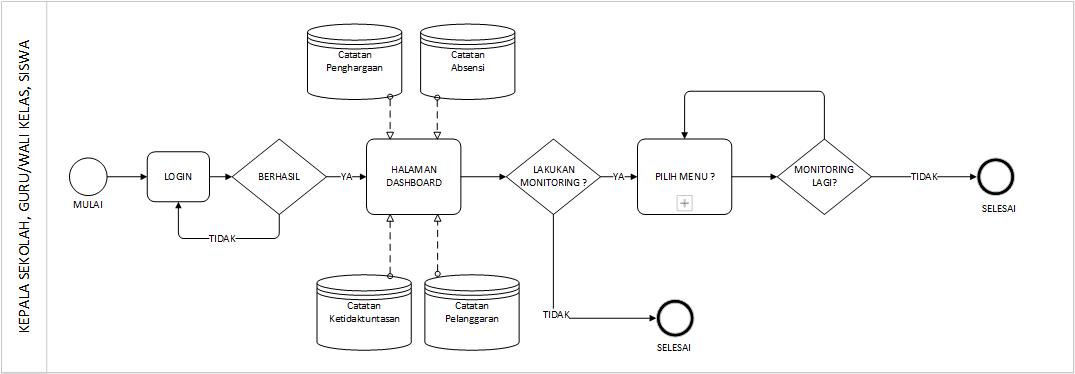 KEPALA SEKOLAH, GURU/WALI KELAS, SISWA
Catatan
Penghargaan
Catatan
Absensi
MULAI
LOGIN
BERHASIL
TIDAK
YA
HALAMAN
DASHBOARD
LAKUKAN
MONITORING ?
YA
PILIH MENU ?
MONITORING
LAGI?
TIDAK
SELESAI
Catatan
Ketidaktuntasan
Catatan
Pelanggaran
TIDAK
SELESAI